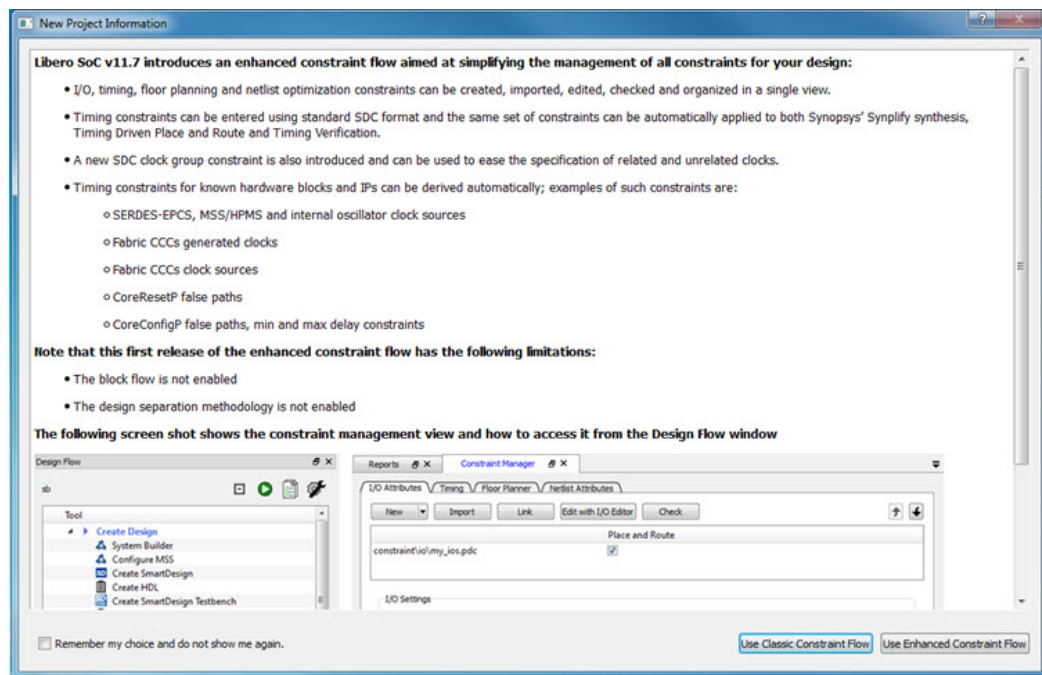 New Project Information
Libero SoC v11.7 introduces an enhanced constraint flow aimed at simplifying the management of all constraints for your design:
• I/O, timing, floor planning and netlist optimization constraints can be created, imported, edited, checked and organized in a single view.
• Timing constraints can be entered using standard SDC format and the same set of constraints can be automatically applied to both Synopsys' Synplify synthesis,
Timing Driven Place and Route and Timing Verification.
• A new SDC clock group constraint is also introduced and can be used to ease the specification of related and unrelated clocks.
• Timing constraints for known hardware blocks and IPs can be derived automatically; examples of such constraints are:
o SERDES-EPCS, MSS/HPMS and internal oscillator clock sources
o Fabric CCCs generated clocks
o Fabric CCCs clock sources
o CoreResetP false paths
o CoreConfigP false paths, min and max delay constraints
Note that this first release of the enhanced constraint flow has the following limitations:
• The block flow is not enabled
• The design separation methodology is not enabled
The following screen shot shows the constraint management view and how to access it from the Design Flow window
Design Flow
Reports Constraint Manager
sb
I/O Attributes Timing Floor Planner Netlist Attributes
New Import Link Edit with I/O Editor Check
Tool
Place and Route
Create Design
System Builder
constraint\io\my_ios.pdc
Configure MSS
Create SmartDesign
Create HDL
Create SmartDesign Testbench
I/O Settings
Remember my choice and do not show me again.
Use Classic Constraint Flow
Use Enhanced Constraint Flow